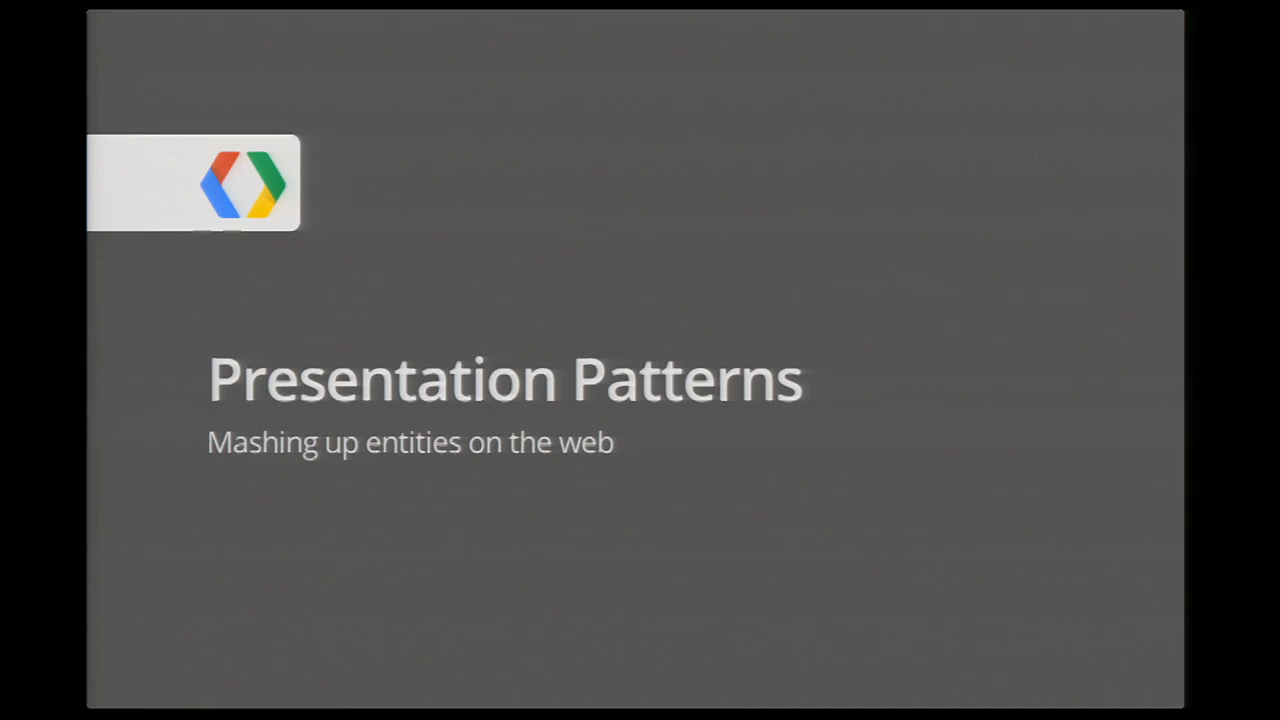 Presentation Patterns
Mashing up entities on the web